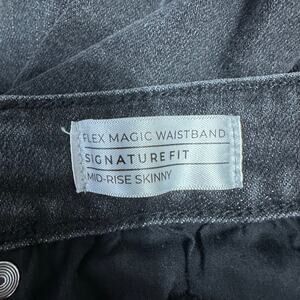 FLEX MAGIC WAISTBAND
SIGNATUREFIT
MID-RISE SKINNY